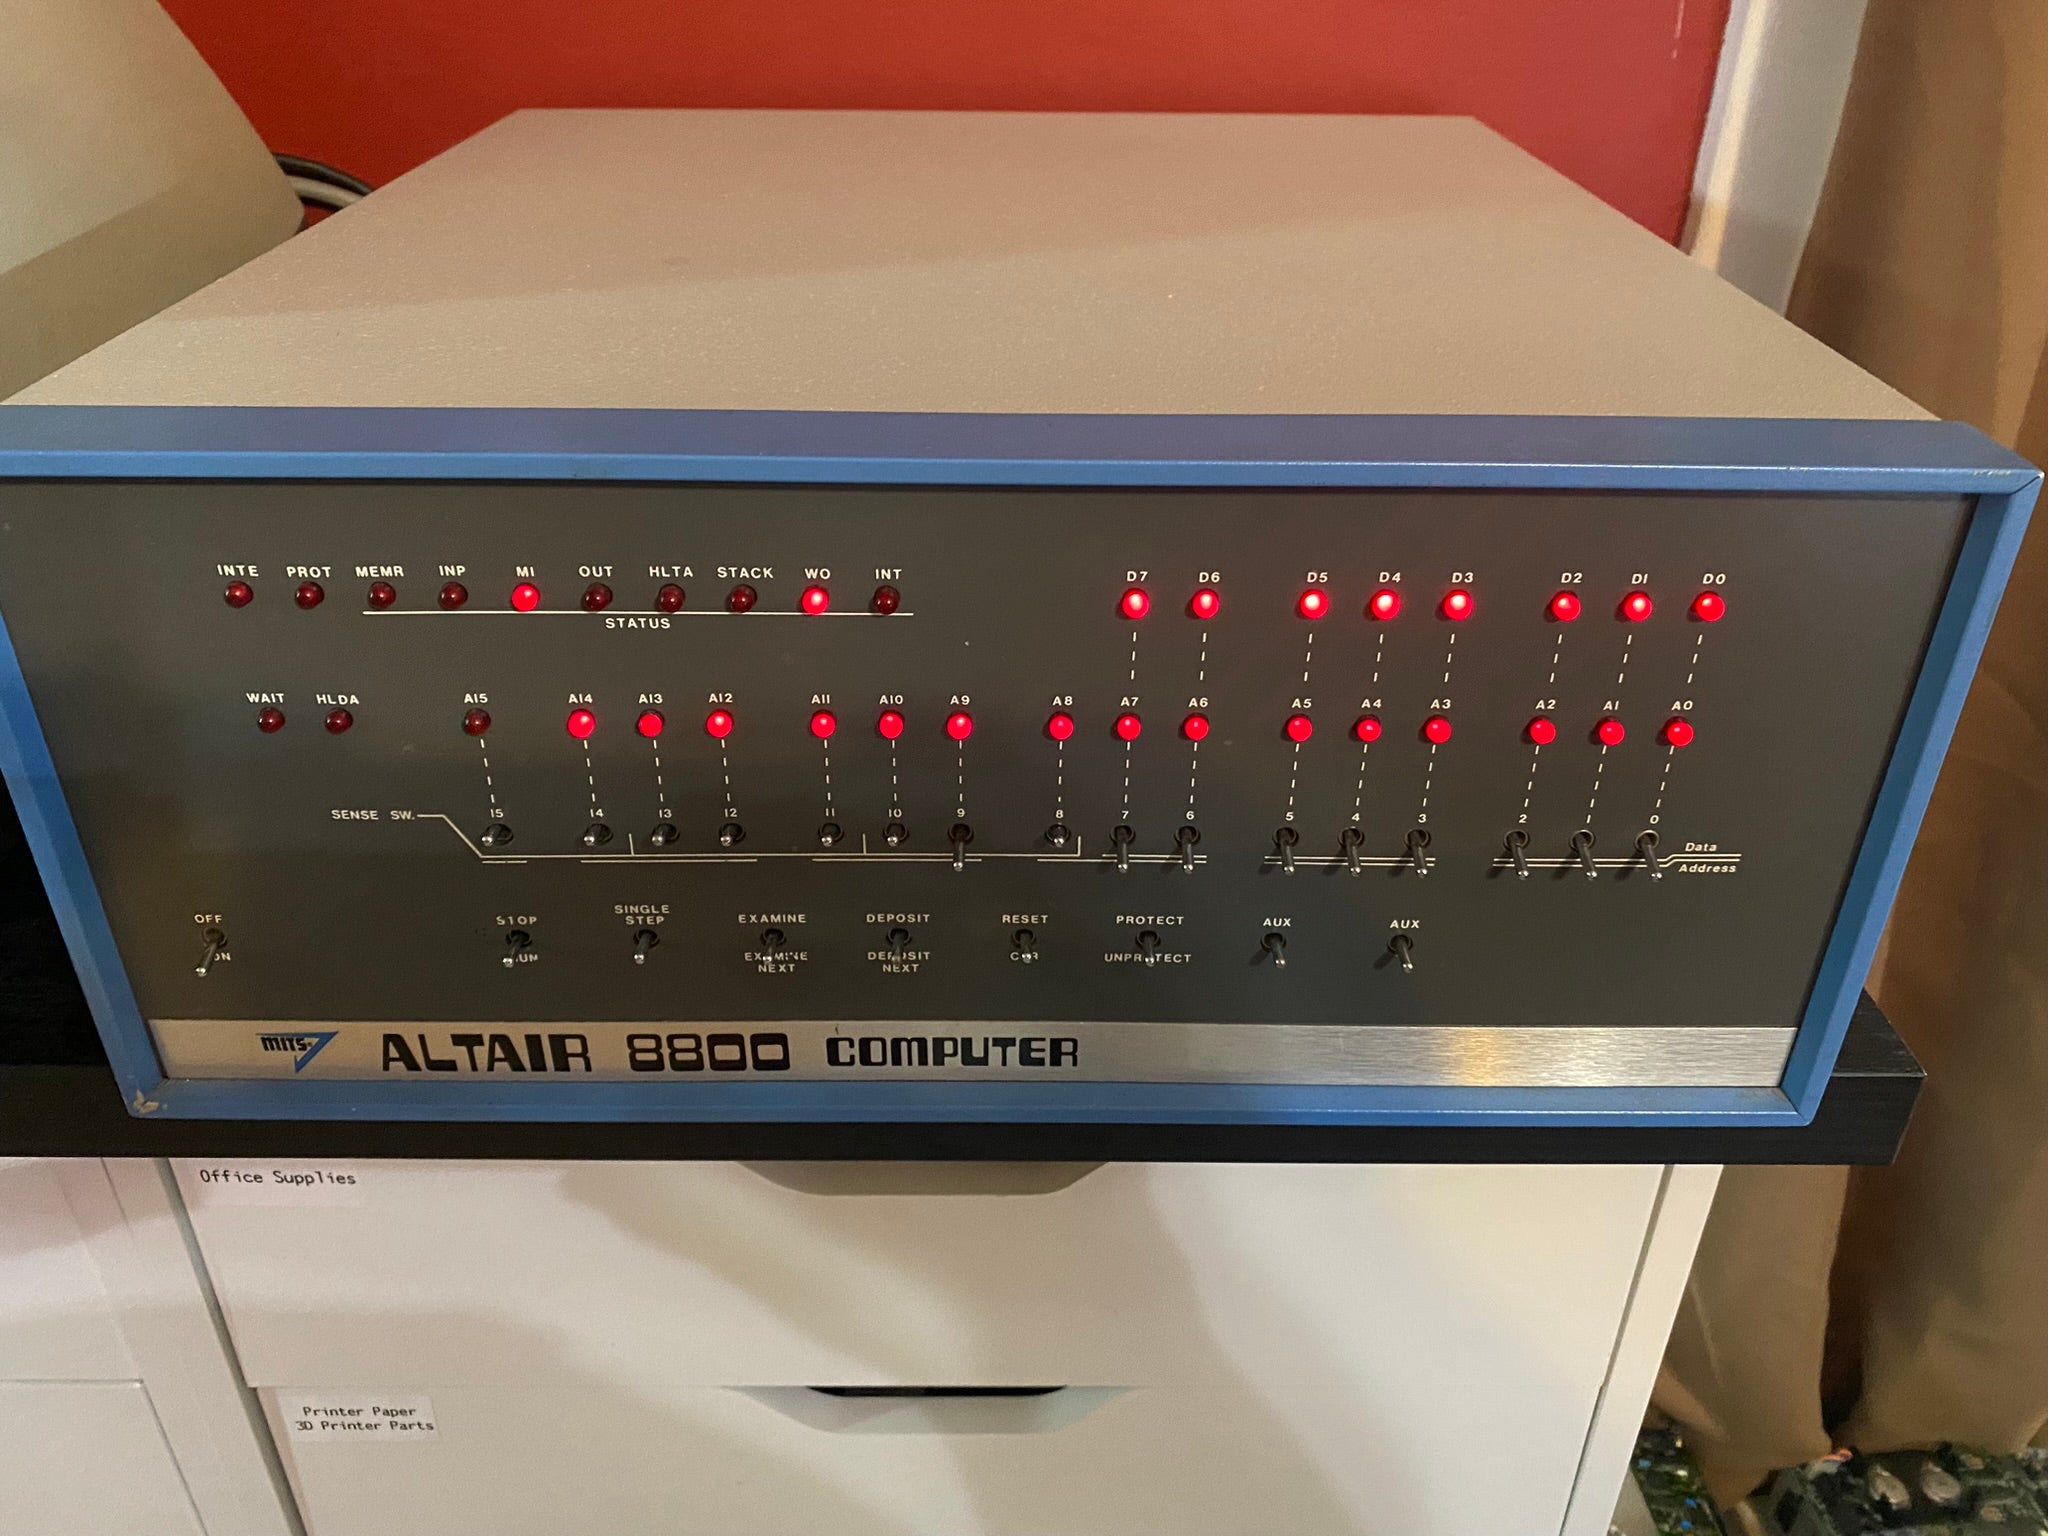 INTE PROT MEMR INP MI OUT HLTA STACK WO INT
D7 D6 D5 D4 D3 D2 D1 D0
STATUS
WAIT HLDA A15 A14 A13 A12 A11 A10 A9 A8 A7 A6 A5 A4 A3 A2 A1 A0
SENSE SW. 15 14 13 12 11 10 9 8 7 6 5 4 3 2 1 0
Data
Address
OFF STOP SINGLE STEP EXAMINE DEPOSIT RESET PROTECT AUX AUX
EXAMINE NEXT DEPOSIT NEXT UNPROTECT
MITS ALTAIR 8800 COMPUTER
Office Supplies
Printer Paper
3D Printer Parts